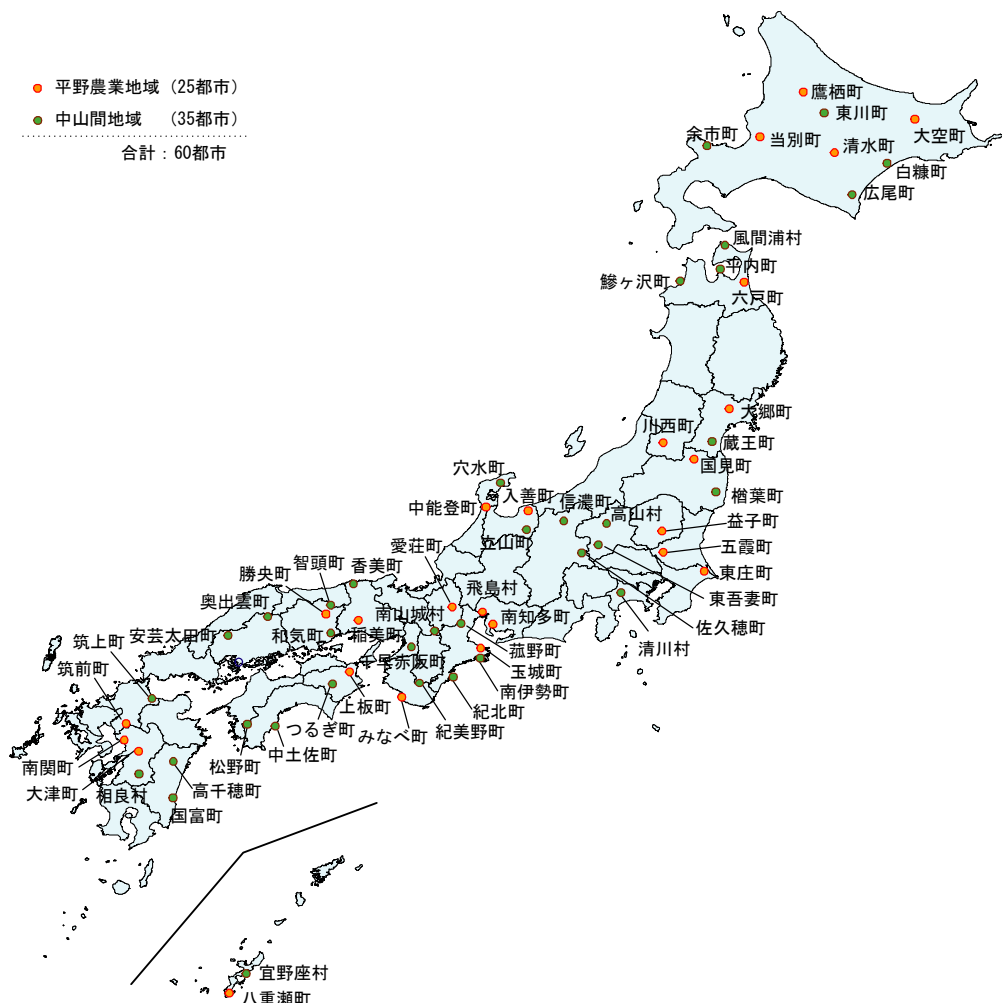 平野農業地域 (25都市)
中山間地域 (35都市)
合計：60都市
鷹栖町
東川町
大空町
余市町
当別町
清水町
白糠町
広尾町
風間浦村
平内町
鰺ヶ沢町
六戸町
大郷町
川西町
蔵王町
国見町
楢葉町
穴水町
入善町
信濃町
高山村
中能登町
益子町
立山町
五霞町
愛荘町
東庄町
智頭町
香美町
勝央町
飛島村
東吾妻町
奥出雲町
南山城村
南知多町
佐久穂町
筑上町
安芸太田町
和気町
稲美町
菰野町
清川村
千早赤阪町
玉城町
筑前町
南伊勢町
上板町
紀北町
つるぎ町
みなべ町
紀美野町
南関町
松野町
中土佐町
大津町
相良村
高千穂町
国富町
宜野座村
八重瀬町